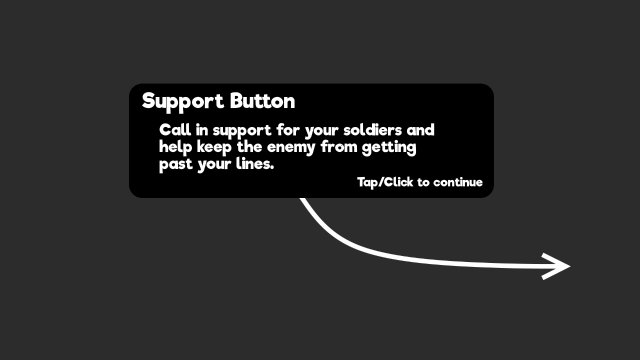 Support Button
Call in support for your soldiers and
help keep the enemy from getting
past your lines.
Tap/Click to continue